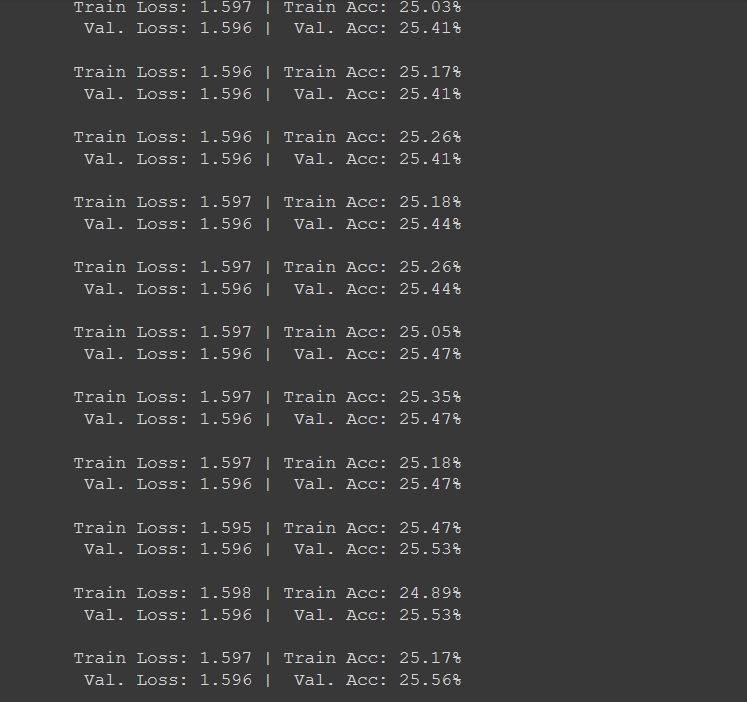 Train Loss: 1.597 | Train Acc: 25.03%
Val. Loss: 1.596 | Val. Acc: 25.41%
Train Loss: 1.596 | Train Acc: 25.17%
Val. Loss: 1.596 | Val. Acc: 25.41%
Train Loss: 1.596 | Train Acc: 25.26%
Val. Loss: 1.596 | Val. Acc: 25.41%
Train Loss: 1.597 | Train Acc: 25.18%
Val. Loss: 1.596 | Val. Acc: 25.44%
Train Loss: 1.597 | Train Acc: 25.26%
Val. Loss: 1.596 | Val. Acc: 25.44%
Train Loss: 1.597 | Train Acc: 25.05%
Val. Loss: 1.596 | Val. Acc: 25.47%
Train Loss: 1.597 | Train Acc: 25.35%
Val. Loss: 1.596 | Val. Acc: 25.47%
Train Loss: 1.597 | Train Acc: 25.18%
Val. Loss: 1.596 | Val. Acc: 25.47%
Train Loss: 1.595 | Train Acc: 25.47%
Val. Loss: 1.596 | Val. Acc: 25.53%
Train Loss: 1.598 | Train Acc: 24.89%
Val. Loss: 1.596 | Val. Acc: 25.53%
Train Loss: 1.597 | Train Acc: 25.17%
Val. Loss: 1.596 | Val. Acc: 25.56%